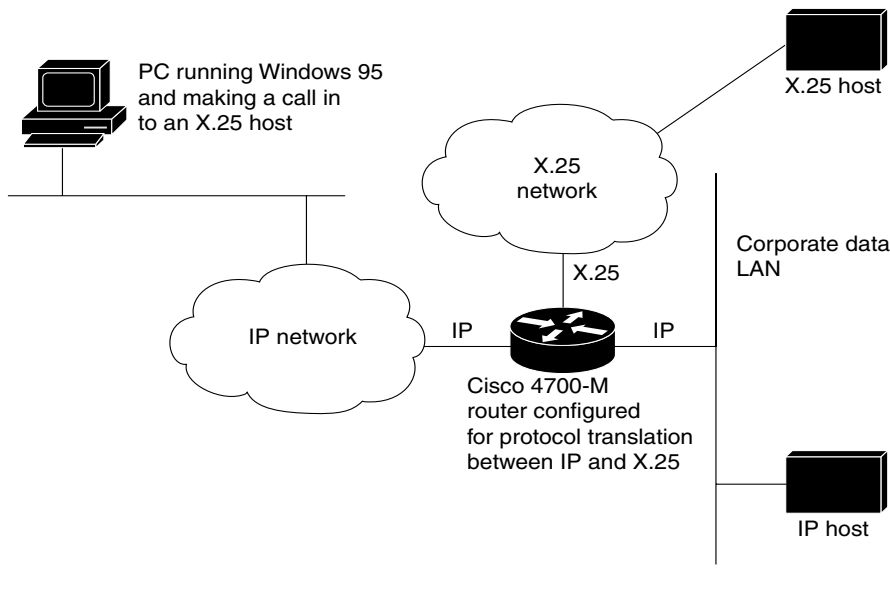 PC running Windows 95
and making a call in
to an X.25 host
X.25 host
X.25
network
Corporate data
LAN
X.25
IP network
IP
IP
Cisco 4700-M
router configured
for protocol translation
between IP and X.25
IP host